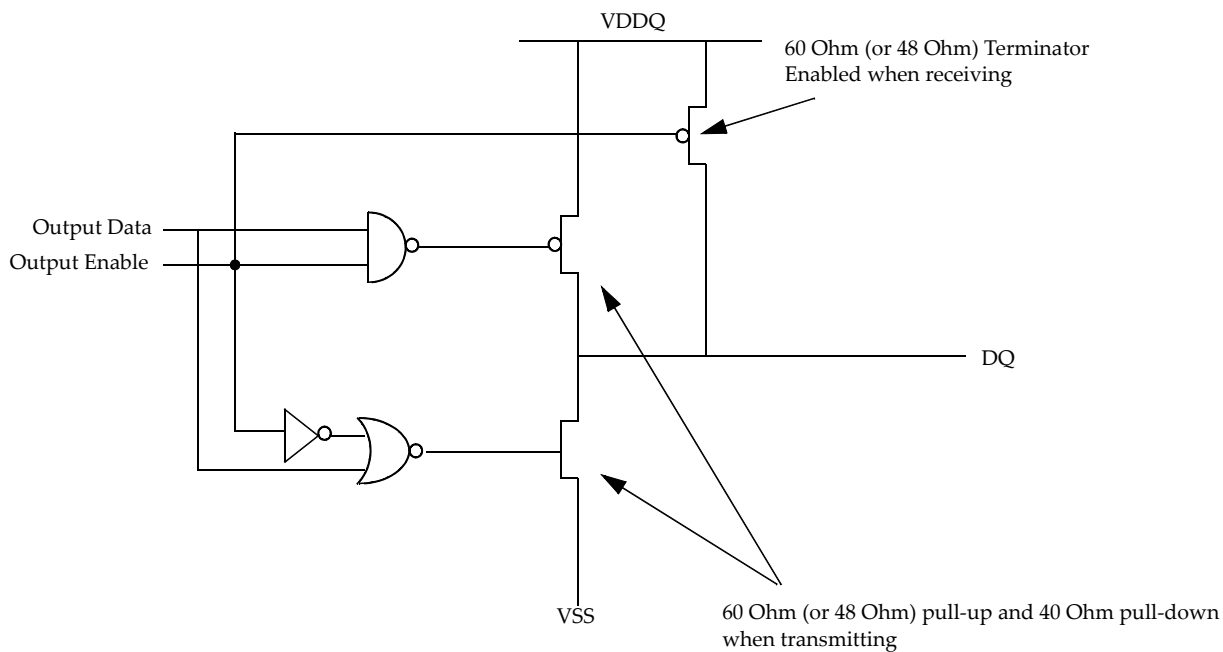 VDDQ
60 Ohm (or 48 Ohm) Terminator
Enabled when receiving
Output Data
Output Enable
DQ
VSS
60 Ohm (or 48 Ohm) pull-up and 40 Ohm pull-down
when transmitting